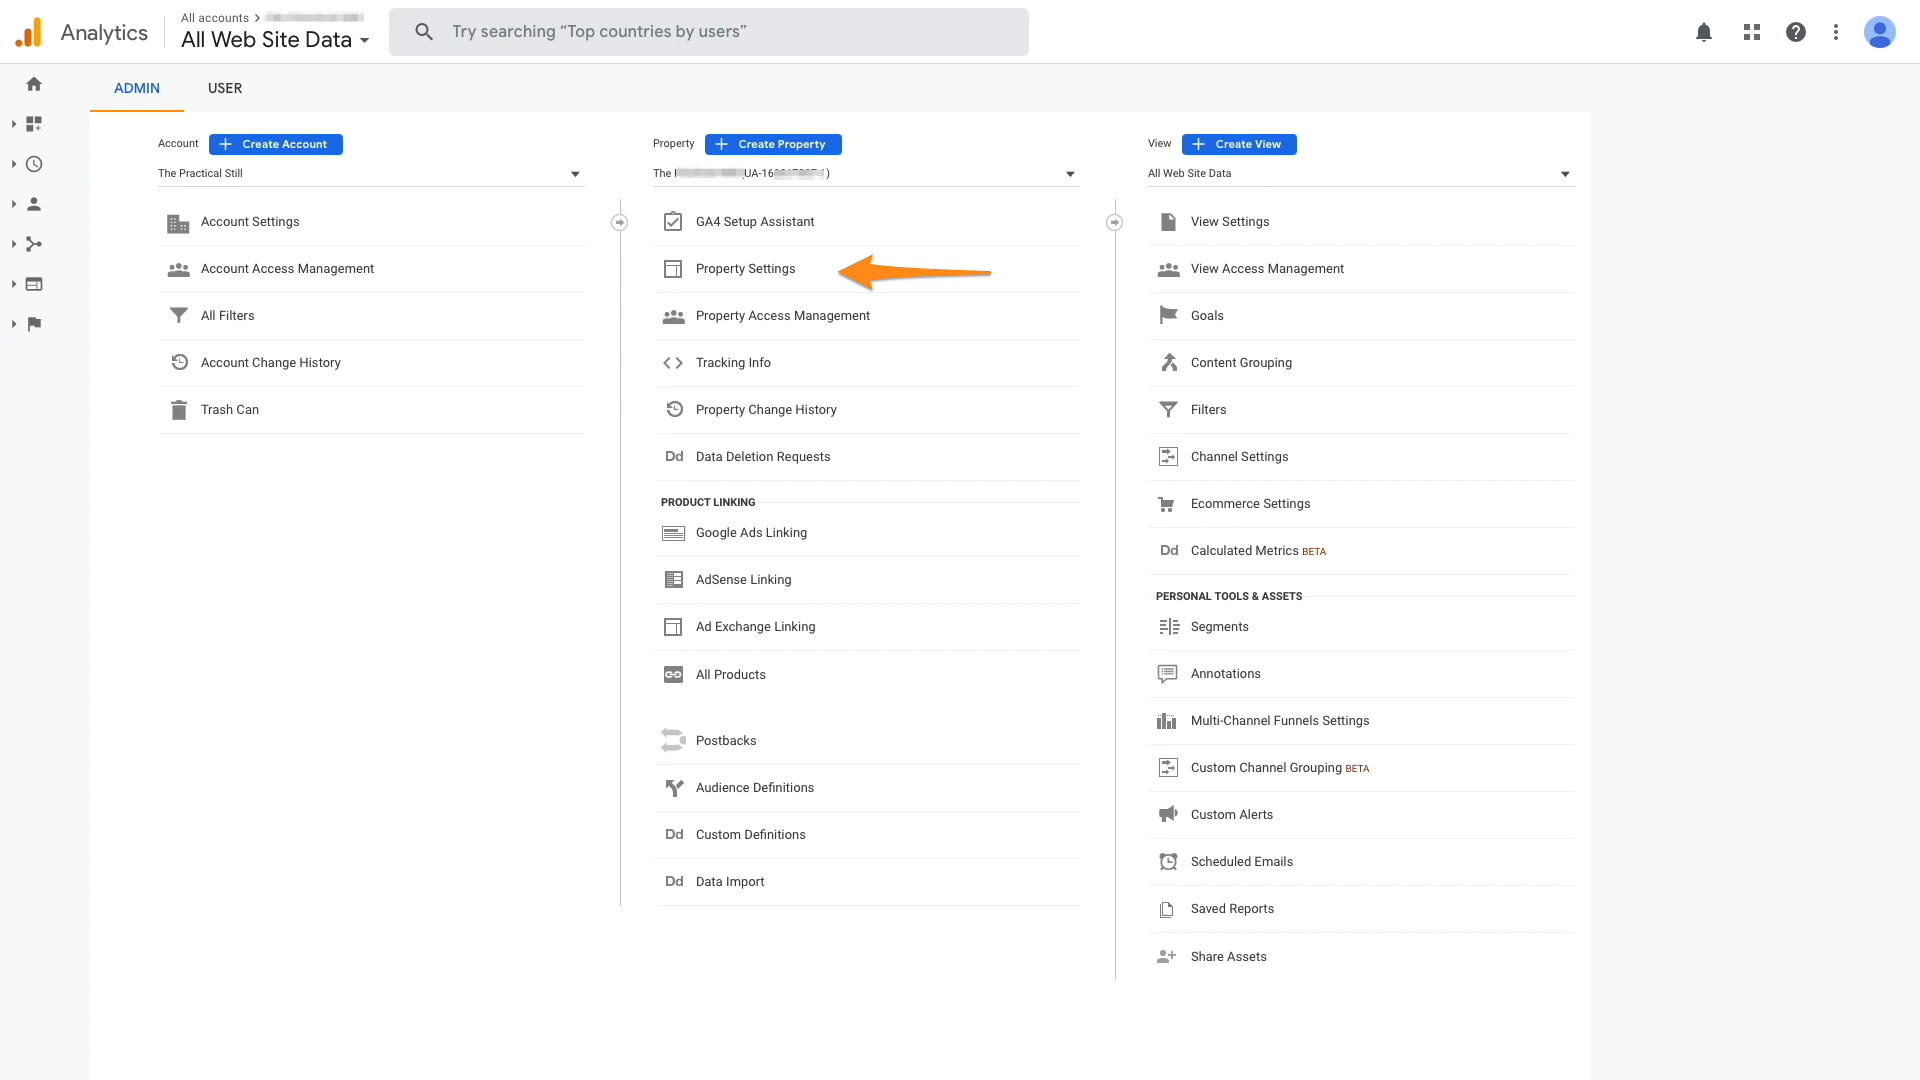 Analytics
All accounts >
All Web Site Data
Try searching “Top countries by users”
ADMIN
USER
Account
Create Account
The Practical Still
Account Settings
Account Access Management
All Filters
Account Change History
Trash Can
Property
Create Property
The UA-16 )
GA4 Setup Assistant
Property Settings
Property Access Management
Tracking Info
Property Change History
Dd Data Deletion Requests
PRODUCT LINKING
Google Ads Linking
AdSense Linking
Ad Exchange Linking
All Products
Postbacks
Audience Definitions
Dd Custom Definitions
Dd Data Import
View
Create View
All Web Site Data
View Settings
View Access Management
Goals
Content Grouping
Filters
Channel Settings
Ecommerce Settings
Dd Calculated Metrics BETA
PERSONAL TOOLS & ASSETS
Segments
Annotations
Multi-Channel Funnels Settings
Custom Channel Grouping BETA
Custom Alerts
Scheduled Emails
Saved Reports
Share Assets